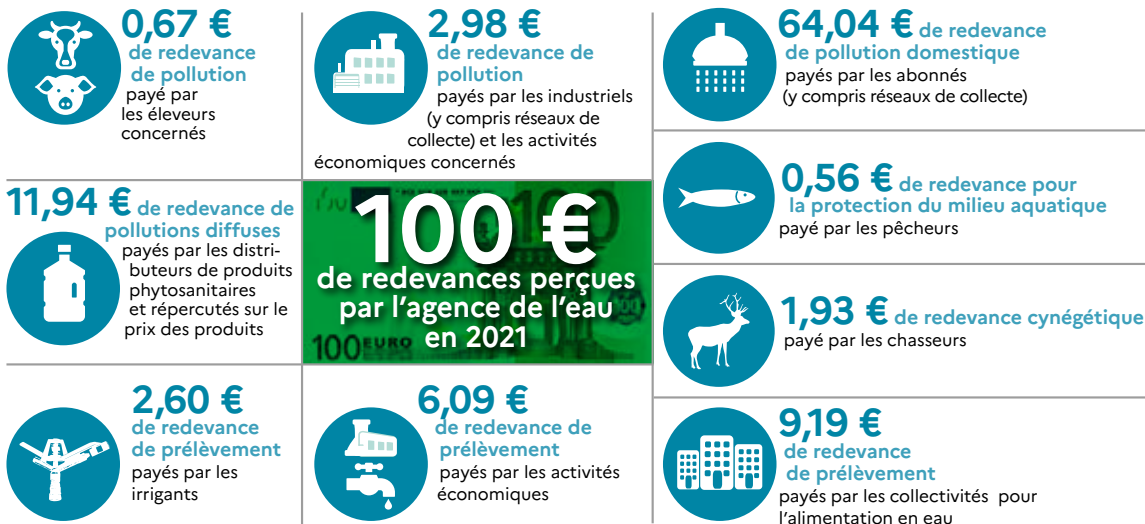 0,67 €
de redevance
de pollution
payé par
les éleveurs
concernés
2,98 €
de redevance de
pollution
payés par les industriels
(y compris réseaux de
collecte) et les activités
économiques concernés
64,04 € de redevance
de pollution domestique
payés par les abonnés
(y compris réseaux de collecte)
0,56 € de redevance pour
la protection du milieu aquatique
payé par les pêcheurs
11,94 € de redevance de
pollutions diffuses
payés par les distri-
buteurs de produits
phytosanitaires
et répercutés sur le
prix des produits
100 €
de redevances perçues
par l'agence de l'eau
en 2021
100 EURO
100
1,93 € de redevance cynégétique
payé par les chasseurs
2,60 €
de redevance
de prélèvement
payés par les
irrigants
6,09 €
de redevance de
prélèvement
payés par les activités
économiques
9,19 €
de redevance
de prélèvement
payés par les collectivités pour
l'alimentation en eau